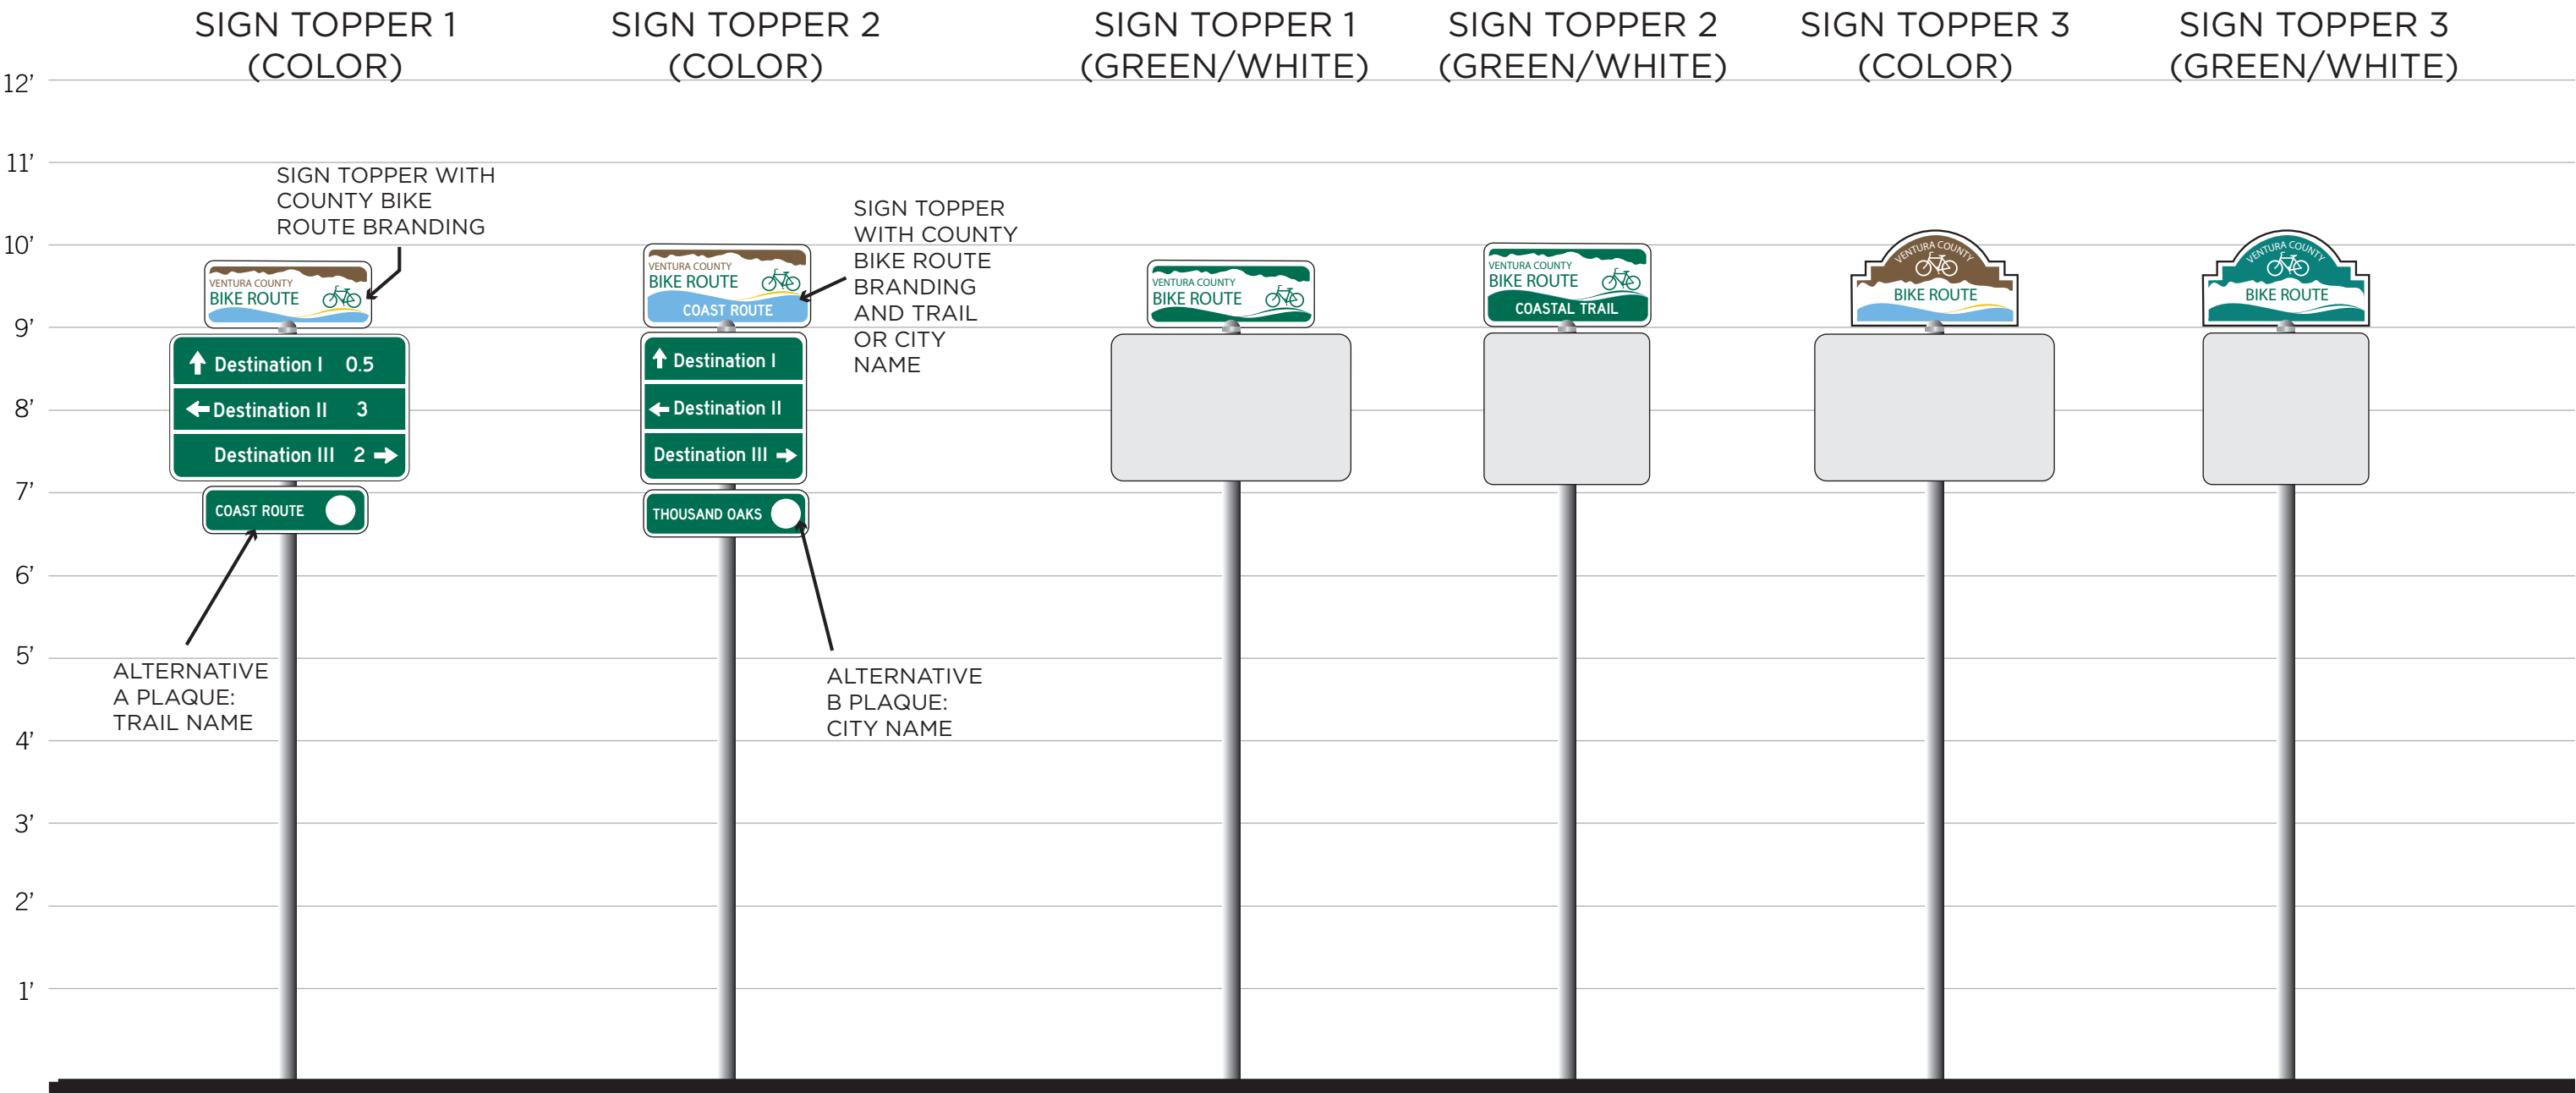 SIGN TOPPER 1
(COLOR)
SIGN TOPPER 2
(COLOR)
SIGN TOPPER 1
(GREEN/WHITE)
SIGN TOPPER 2
(GREEN/WHITE)
SIGN TOPPER 3
(COLOR)
SIGN TOPPER 3
(GREEN/WHITE)
12’
11’
10’
9’
8’
7’
6’
5’
4’
3’
2’
1’
SIGN TOPPER WITH
COUNTY BIKE
ROUTE BRANDING
VENTURA COUNTY
BIKE ROUTE
Destination I 0.5
Destination II 3
Destination III 2
COAST ROUTE
ALTERNATIVE
A PLAQUE:
TRAIL NAME
VENTURA COUNTY
BIKE ROUTE
COAST ROUTE
Destination I
Destination II
Destination III
THOUSAND OAKS
SIGN TOPPER
WITH COUNTY
BIKE ROUTE
BRANDING
AND TRAIL
OR CITY
NAME
ALTERNATIVE
B PLAQUE:
CITY NAME
VENTURA COUNTY
BIKE ROUTE
VENTURA COUNTY
BIKE ROUTE
COASTAL TRAIL
VENTURA COUNTY
BIKE ROUTE
VENTURA COUNTY
BIKE ROUTE